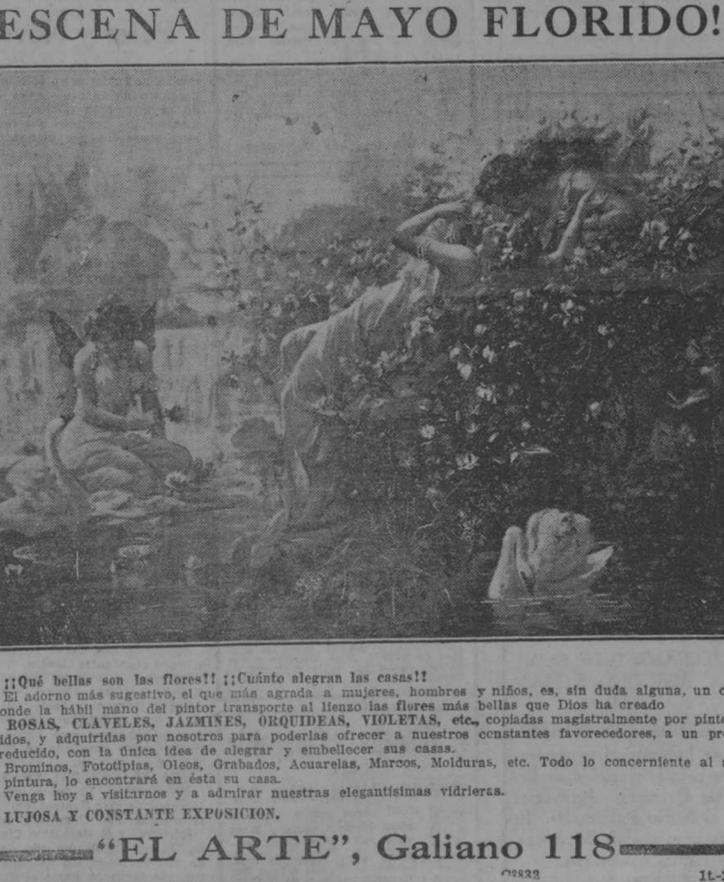 ESCENA DE MAYO FLORIDO!
¡¡Qué bellas son las flores!! ¡¡Cuánto alegran las casas!!
El adorno más sugestivo, el que más agrada a mujeres, hombres y niños, es, sin duda alguna, un
onde la hábil mano del pintor transporte al lienzo las flores más bellas que Dios ha creado
ROSAS, CLAVELES, JAZMINES, ORQUIDEAS, VIOLETAS, etc., copiadas magistralmente por pint
idos, y adquiridas por nosotros para poderlas ofrecer a nuestros constantes favorecedores, a un pr
reducido, con la única idea de alegrar y embellecer sus casas.
Brominos, Fototipias, Oleos, Grabados, Acuarelas, Marcos, Molduras, etc. Todo lo concerniente al
pintura, lo encontrará en ésta su casa.
Venga hoy a visitarnos y a admirar nuestras elegantísimas vidrieras.
LUJOSA Y CONSTANTE EXPOSICION.
"EL ARTE", Galiano 118